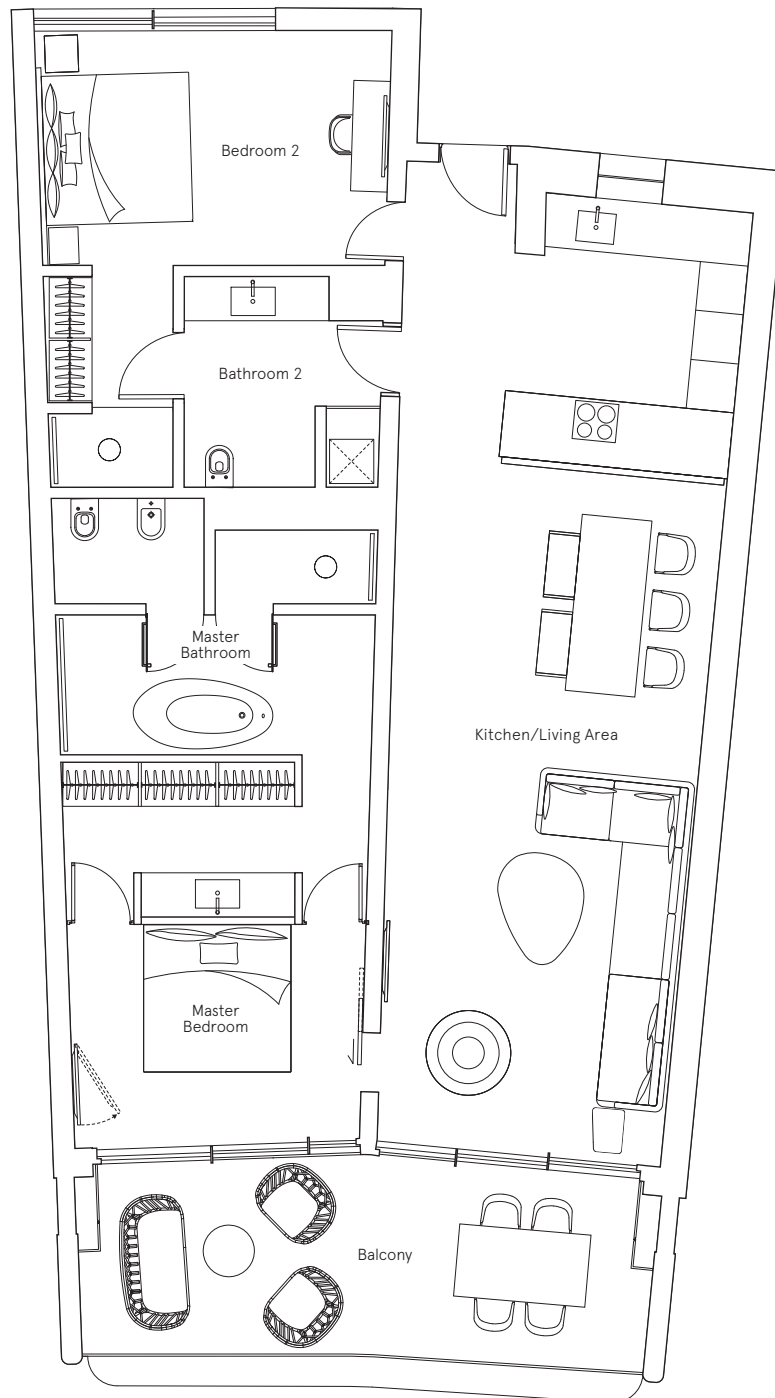 Bedroom 2
Bathroom 2
Master
Bathroom
Kitchen/Living Area
Master
Bedroom
Balcony